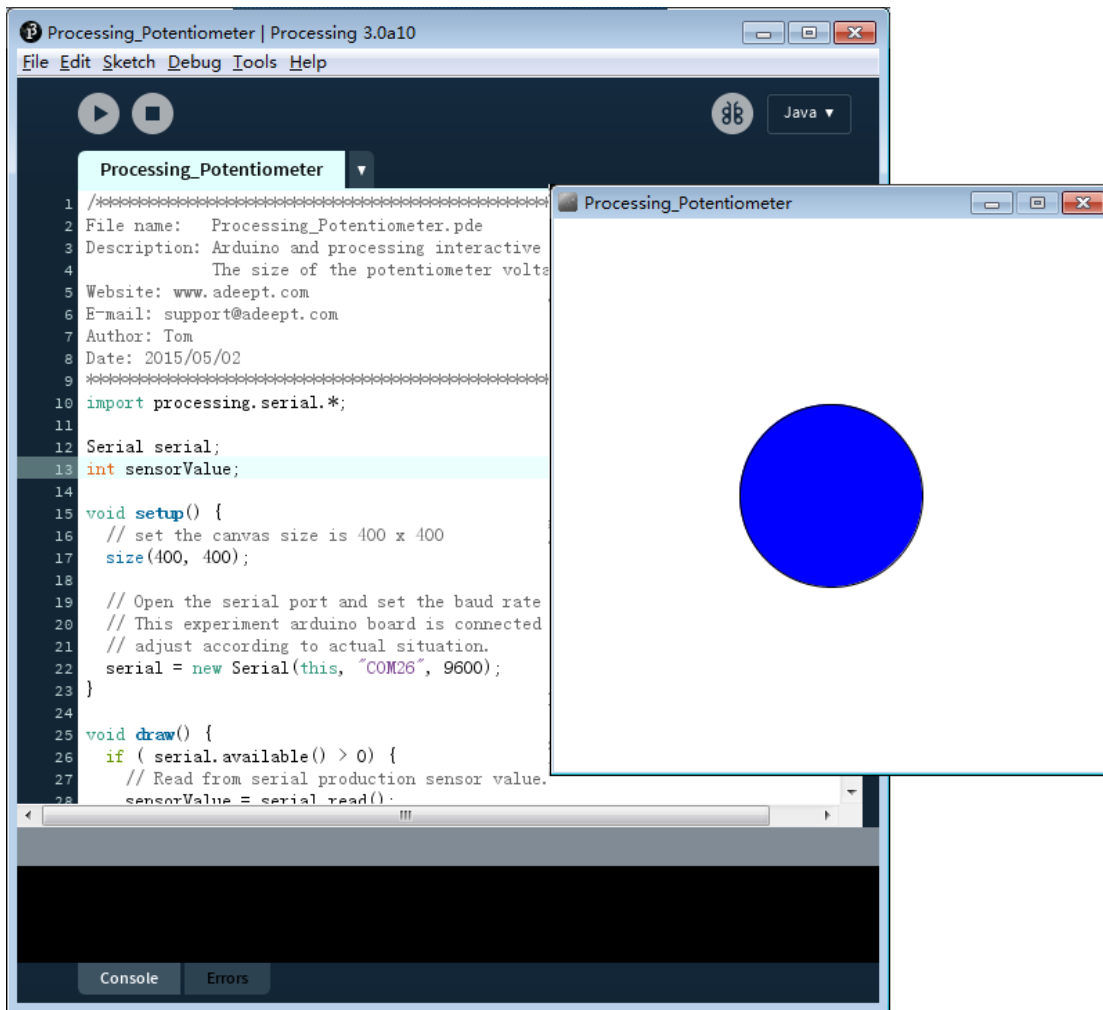 Processing_Potentiometer | Processing 3.0a10
File Edit Sketch Debug Tools Help
Java ▼
Processing_Potentiometer ▼
1 /************************************************
2 File name: Processing_Potentiometer.pde
3 Description: Arduino and processing interactive
4 The size of the potentiometer volta
5 Website: www.adeept.com
6 E-mail: support@adeept.com
7 Author: Tom
8 Date: 2015/05/02
9 ************************************************
10 import processing.serial.*;
11
12 Serial serial;
13 int sensorValue;
14
15 void setup() {
16 // set the canvas size is 400 x 400
17 size(400, 400);
18
19 // Open the serial port and set the baud rate
20 // This experiment arduino board is connected
21 // adjust according to actual situation.
22 serial = new Serial(this, "COM26", 9600);
23 }
24
25 void draw() {
26 if ( serial.available() > 0) {
27 // Read from serial production sensor value.
28 sensorValue = serial.read();
Processing_Potentiometer
Console Errors